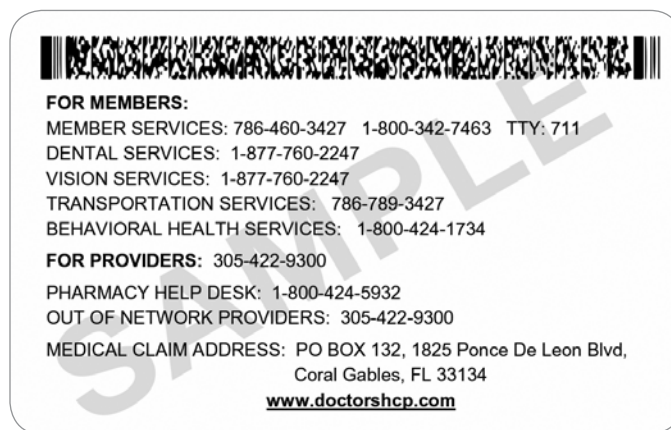 FOR MEMBERS:
MEMBER SERVICES: 786-460-3427 1-800-342-7463 TTY: 711
DENTAL SERVICES: 1-877-760-2247
VISION SERVICES: 1-877-760-2247
TRANSPORTATION SERVICES: 786-789-3427
BEHAVIORAL HEALTH SERVICES: 1-800-424-1734
FOR PROVIDERS: 305-422-9300
PHARMACY HELP DESK: 1-800-424-5932
OUT OF NETWORK PROVIDERS: 305-422-9300
MEDICAL CLAIM ADDRESS: PO BOX 132, 1825 Ponce De Leon Blvd,
Coral Gables, FL 33134
www.doctorshcp.com
SAMPLE